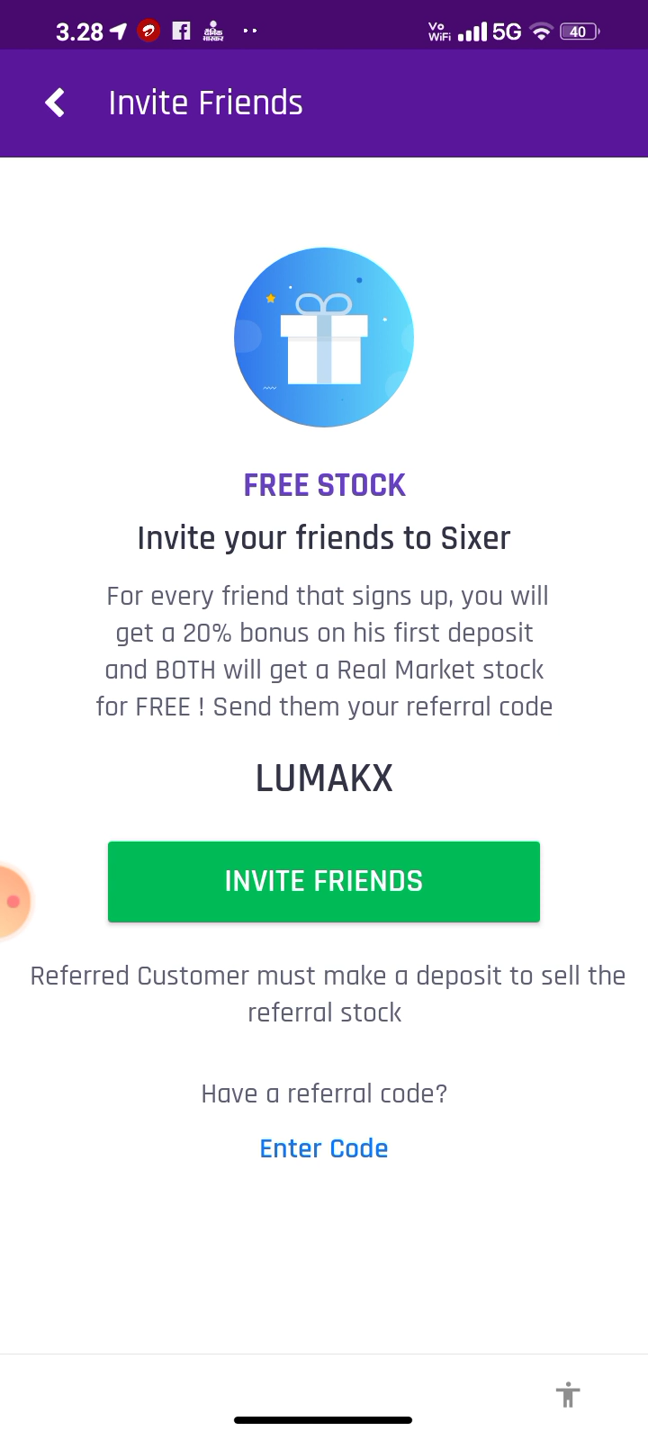 3.28
Vo
WiFi
5G
40
दैनिक
भास्कर
Invite Friends
FREE STOCK
Invite your friends to Sixer
For every friend that signs up, you will
get a 20% bonus on his first deposit
and BOTH will get a Real Market stock
for FREE ! Send them your referral code
LUMAKX
INVITE FRIENDS
Referred Customer must make a deposit to sell the
referral stock
Have a referral code?
Enter Code